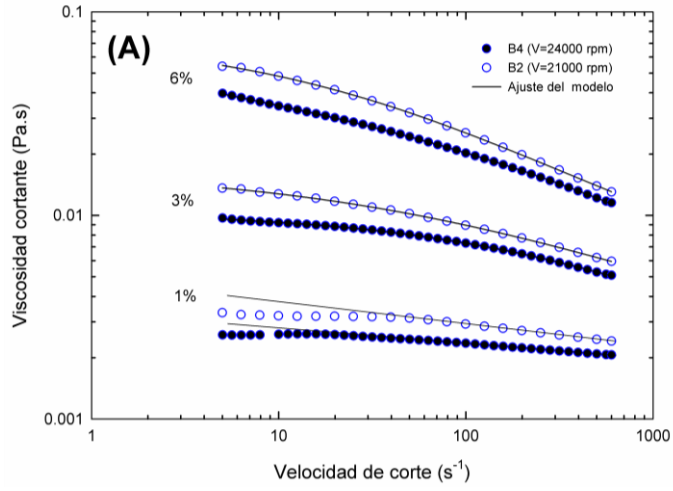 (A)
B4 (V=24000 rpm)
B2 (V=21000 rpm)
Ajuste del modelo
6%
3%
1%
0.1
0.01
0.001
Viscosidad cortante (Pa.s)
1
10
100
1000
Velocidad de corte (s⁻¹)